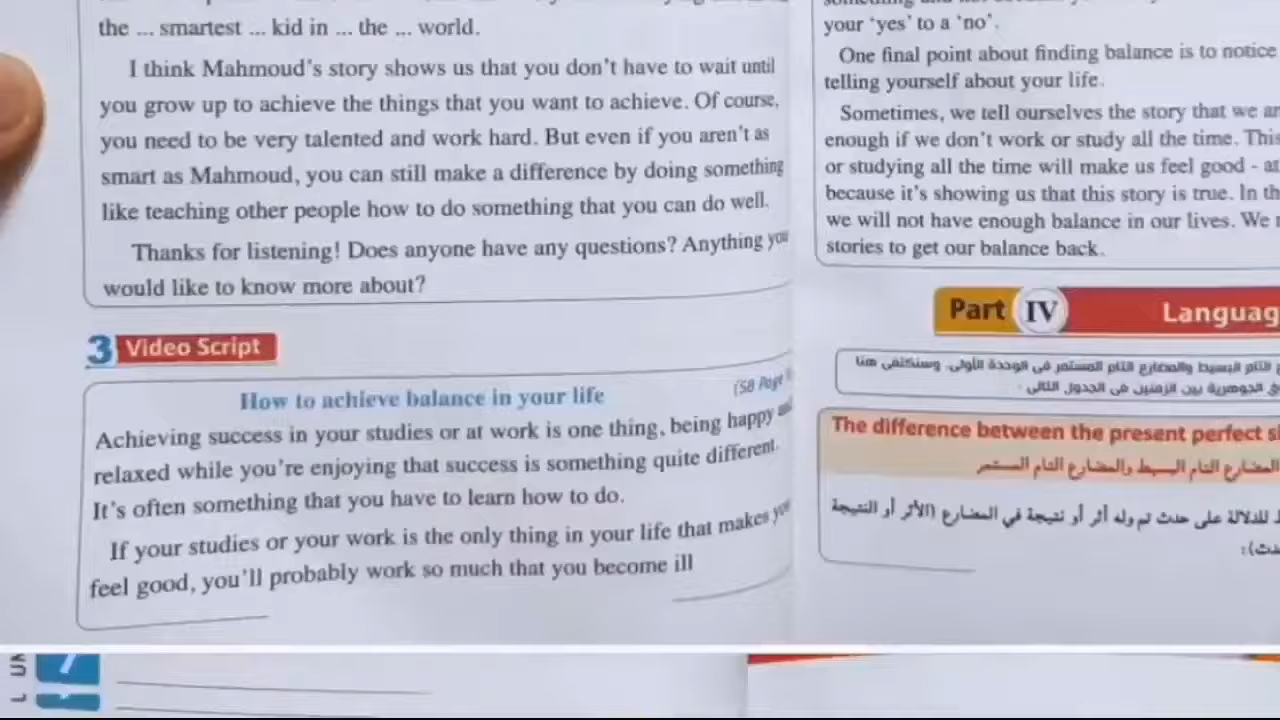 the ... smartest ... kid in ... the ... world.
I think Mahmoud's story shows us that you don't have to wait until
you grow up to achieve the things that you want to achieve. Of course,
you need to be very talented and work hard. But even if you aren't as
smart as Mahmoud, you can still make a difference by doing something
like teaching other people how to do something that you can do well.
Thanks for listening! Does anyone have any questions? Anything you
would like to know more about?
3 Video Script
How to achieve balance in your life
(SB Page
Achieving success in your studies or at work is one thing, being happy and
relaxed while you're enjoying that success is something quite different.
It's often something that you have to learn how to do.
If your studies or your work is the only thing in your life that makes you
feel good, you'll probably work so much that you become ill
your 'yes' to a 'no'.
One final point about finding balance is to notice
telling yourself about your life.
Sometimes, we tell ourselves the story that we
enough if we don't work or study all the time. This
or studying all the time will make us feel good -
because it's showing us that this story is true. In
we will not have enough balance in our lives. We
stories to get our balance back.
Part IV
التام البسيط والمضارع التام المستمر في الوحدة الأولى، وسنكتفي هنا
الجوهرية بين الزمنين في الجدول التالي.
The difference between the present perfect
المضارع التام البسيط والمضارع التام المستمر
للدلالة على حدث تم وله أثر أو نتيجة في المضارع (الأثر أو النتيجة